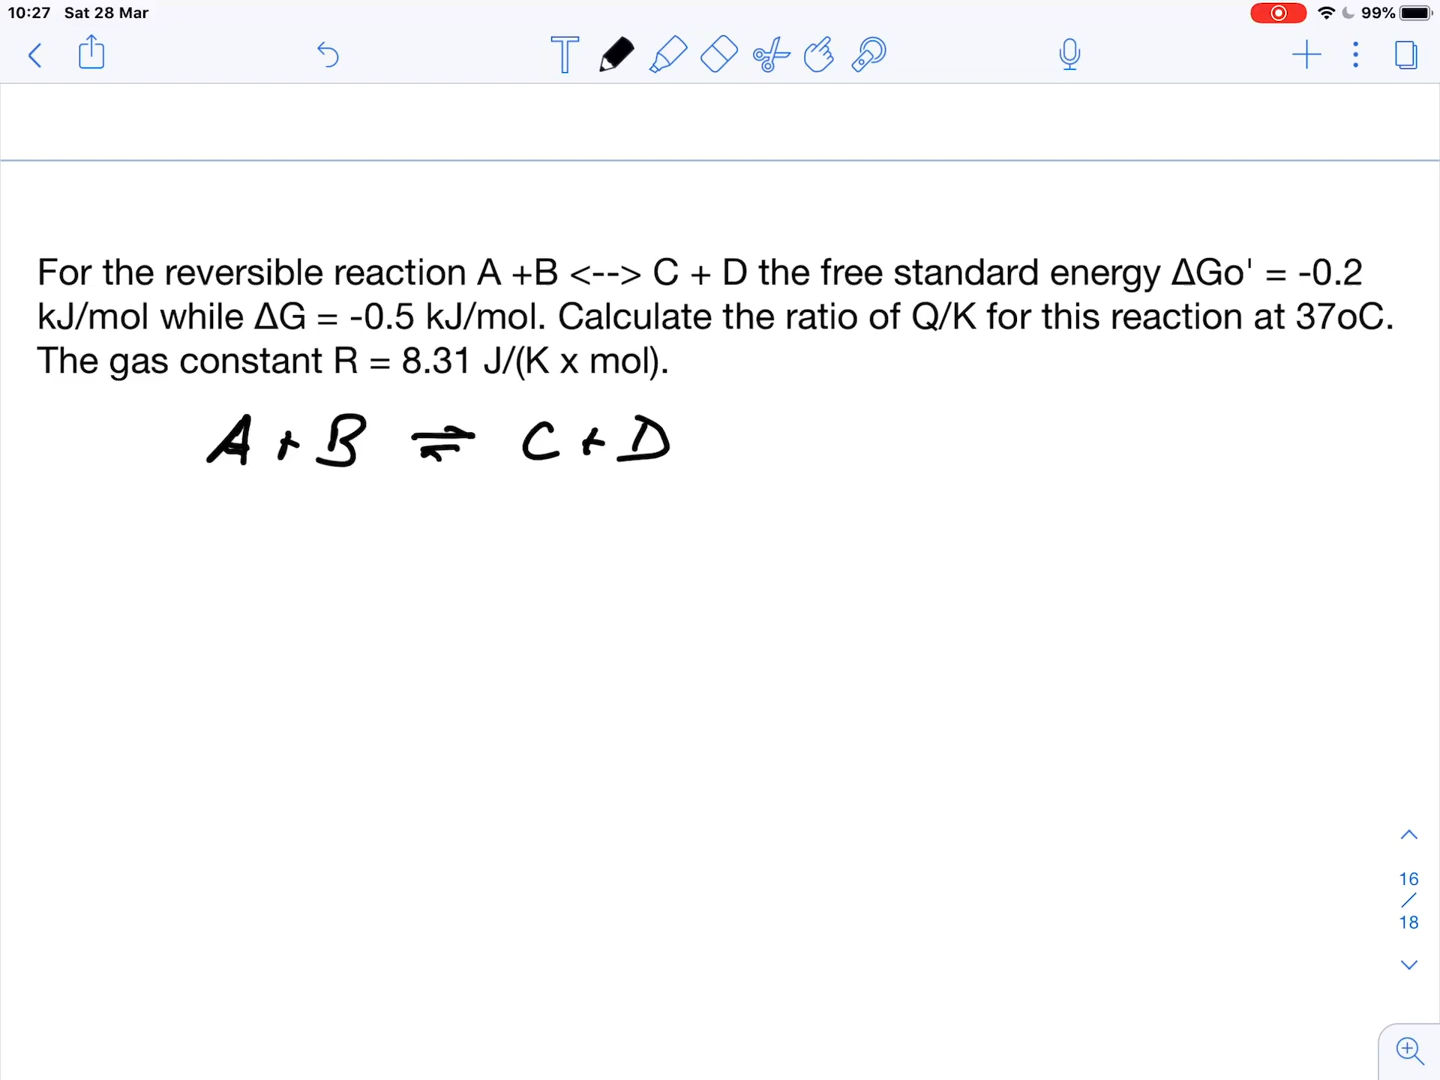 10:27 Sat 28 Mar 99%
For the reversible reaction A +B <--> C + D the free standard energy ΔGo' = -0.2
kJ/mol while ΔG = -0.5 kJ/mol. Calculate the ratio of Q/K for this reaction at 37oC.
The gas constant R = 8.31 J/(K x mol).
A + B ⇌ C + D
16
/
18